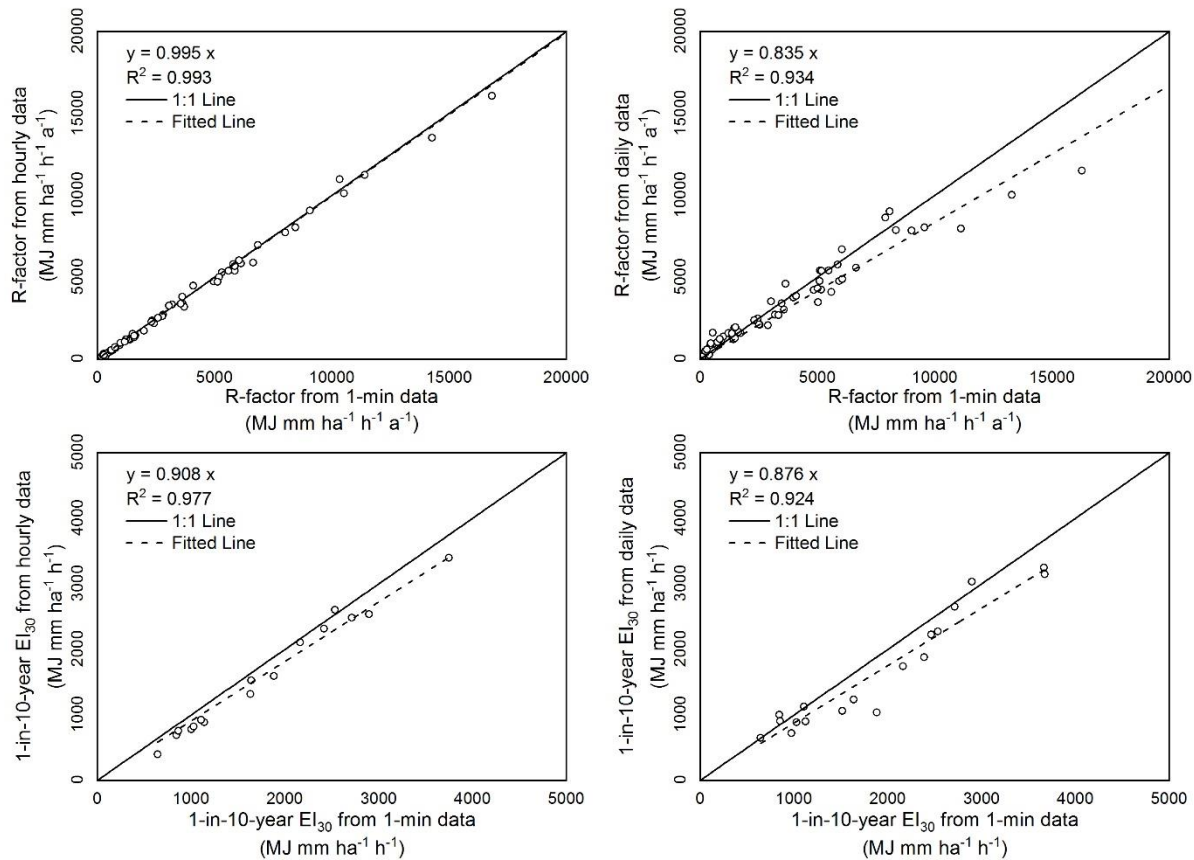 y = 0.995 x
R² = 0.993
1:1 Line
Fitted Line
R-factor from hourly data
(MJ mm ha⁻¹ h⁻¹ a⁻¹)
0
5000
10000
15000
20000
0 5000 10000 15000 20000
R-factor from 1-min data
(MJ mm ha⁻¹ h⁻¹ a⁻¹)
y = 0.835 x
R² = 0.934
1:1 Line
Fitted Line
R-factor from daily data
(MJ mm ha⁻¹ h⁻¹ a⁻¹)
0
5000
10000
15000
20000
0 5000 10000 15000 20000
R-factor from 1-min data
(MJ mm ha⁻¹ h⁻¹ a⁻¹)
y = 0.908 x
R² = 0.977
1:1 Line
Fitted Line
1-in-10-year EI₃₀ from hourly data
(MJ mm ha⁻¹ h⁻¹)
0
1000
2000
3000
4000
5000
0 1000 2000 3000 4000 5000
1-in-10-year EI₃₀ from 1-min data
(MJ mm ha⁻¹ h⁻¹)
y = 0.876 x
R² = 0.924
1:1 Line
Fitted Line
1-in-10-year EI₃₀ from daily data
(MJ mm ha⁻¹ h⁻¹)
0
1000
2000
3000
4000
5000
0 1000 2000 3000 4000 5000
1-in-10-year EI₃₀ from 1-min data
(MJ mm ha⁻¹ h⁻¹)